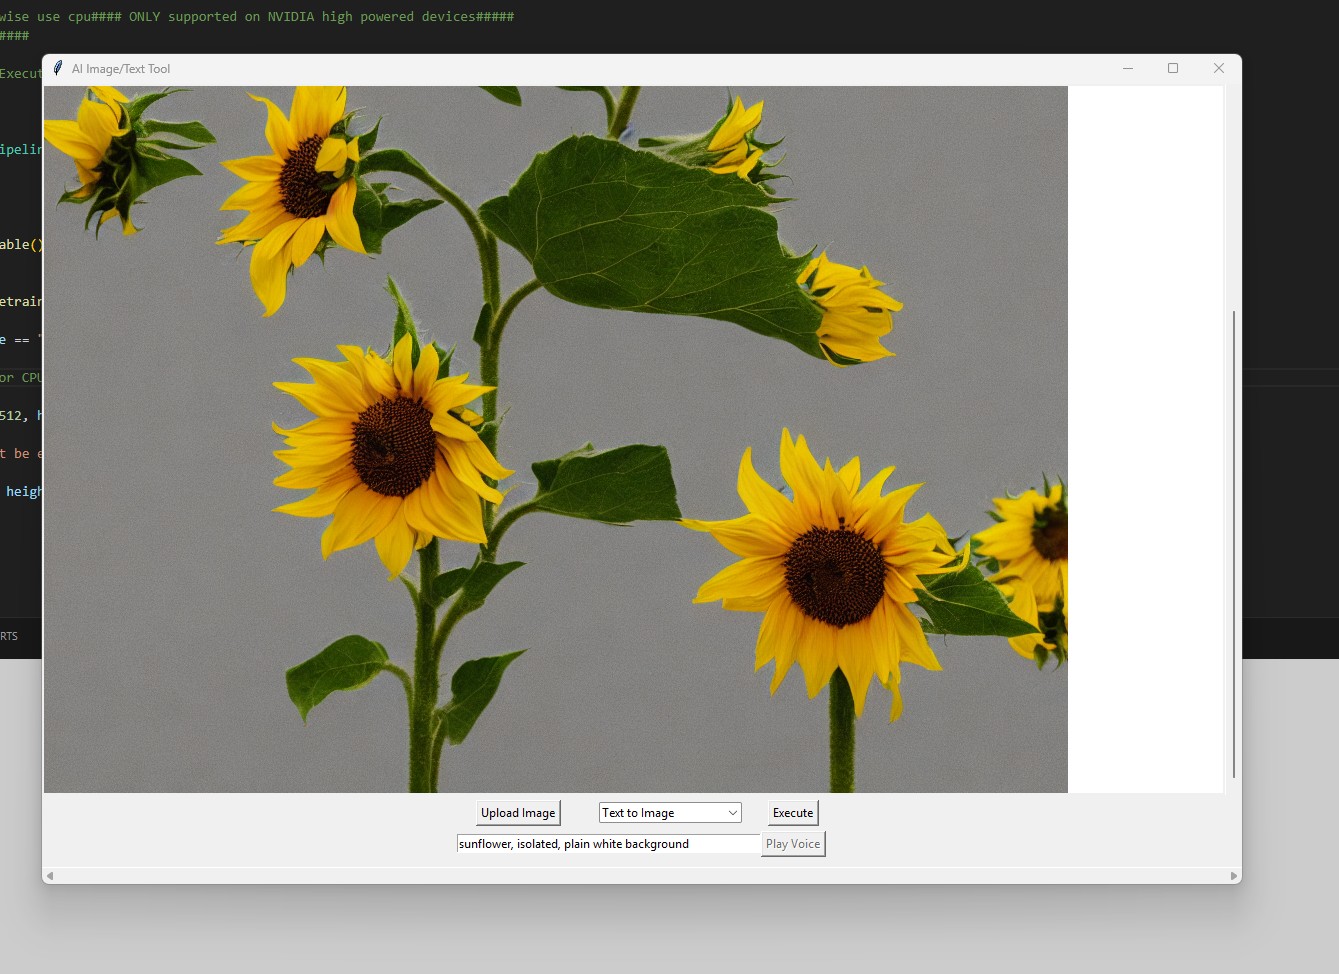 wise use cpu#### ONLY supported on NVIDIA high powered devices#####
####
AI Image/Text Tool
Execut
ipelin
able()
etrain
e == "
or CPU
512, h
t be e
heigh
RTS
Upload Image
Text to Image
Execute
sunflower, isolated, plain white background
Play Voice